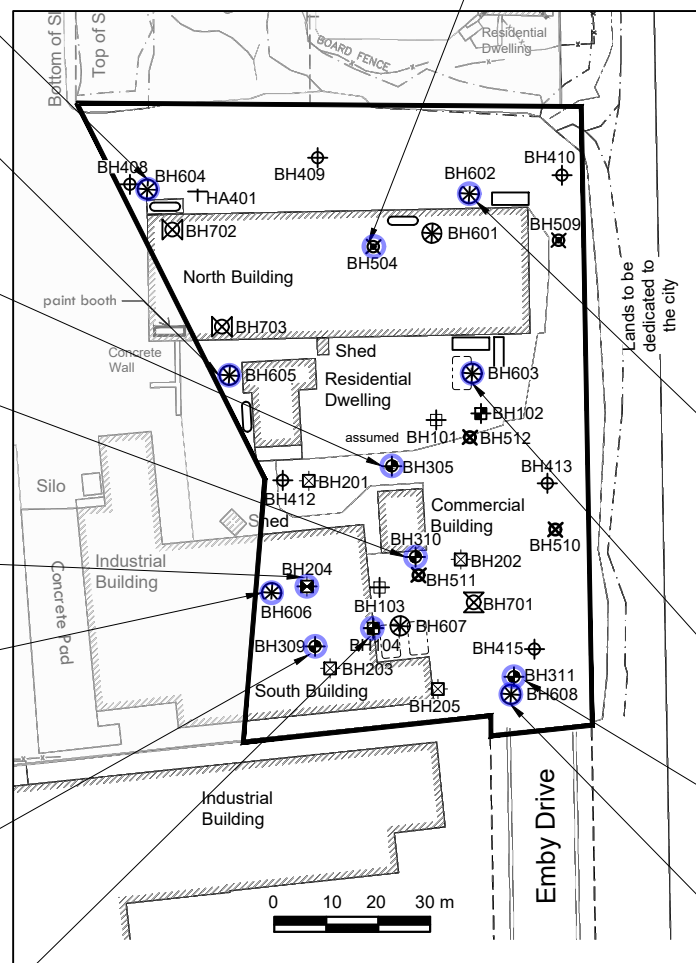 Bottom of Sl
Top of S
BOARD FENCE
Residential
Dwelling
BH408
BH604
HA401
BH409
BH602
BH410
BH702
BH504
BH601
BH509
North Building
paint booth
BH703
Concrete
Wall
Shed
BH605
Residential
Dwelling
BH603
BH102
BH101
BH512
assumed
BH305
BH201
BH412
BH413
Silo
Shed
Commercial
Building
BH510
Industrial
Building
BH310
BH202
BH511
BH204
BH103
BH701
BH606
BH607
BH104
BH309
BH415
BH203
BH311
BH608
South Building
BH205
Concrete Pad
Lands to be
dedicated to
the city
Industrial
Building
Emby Drive
0 10 20 30 m